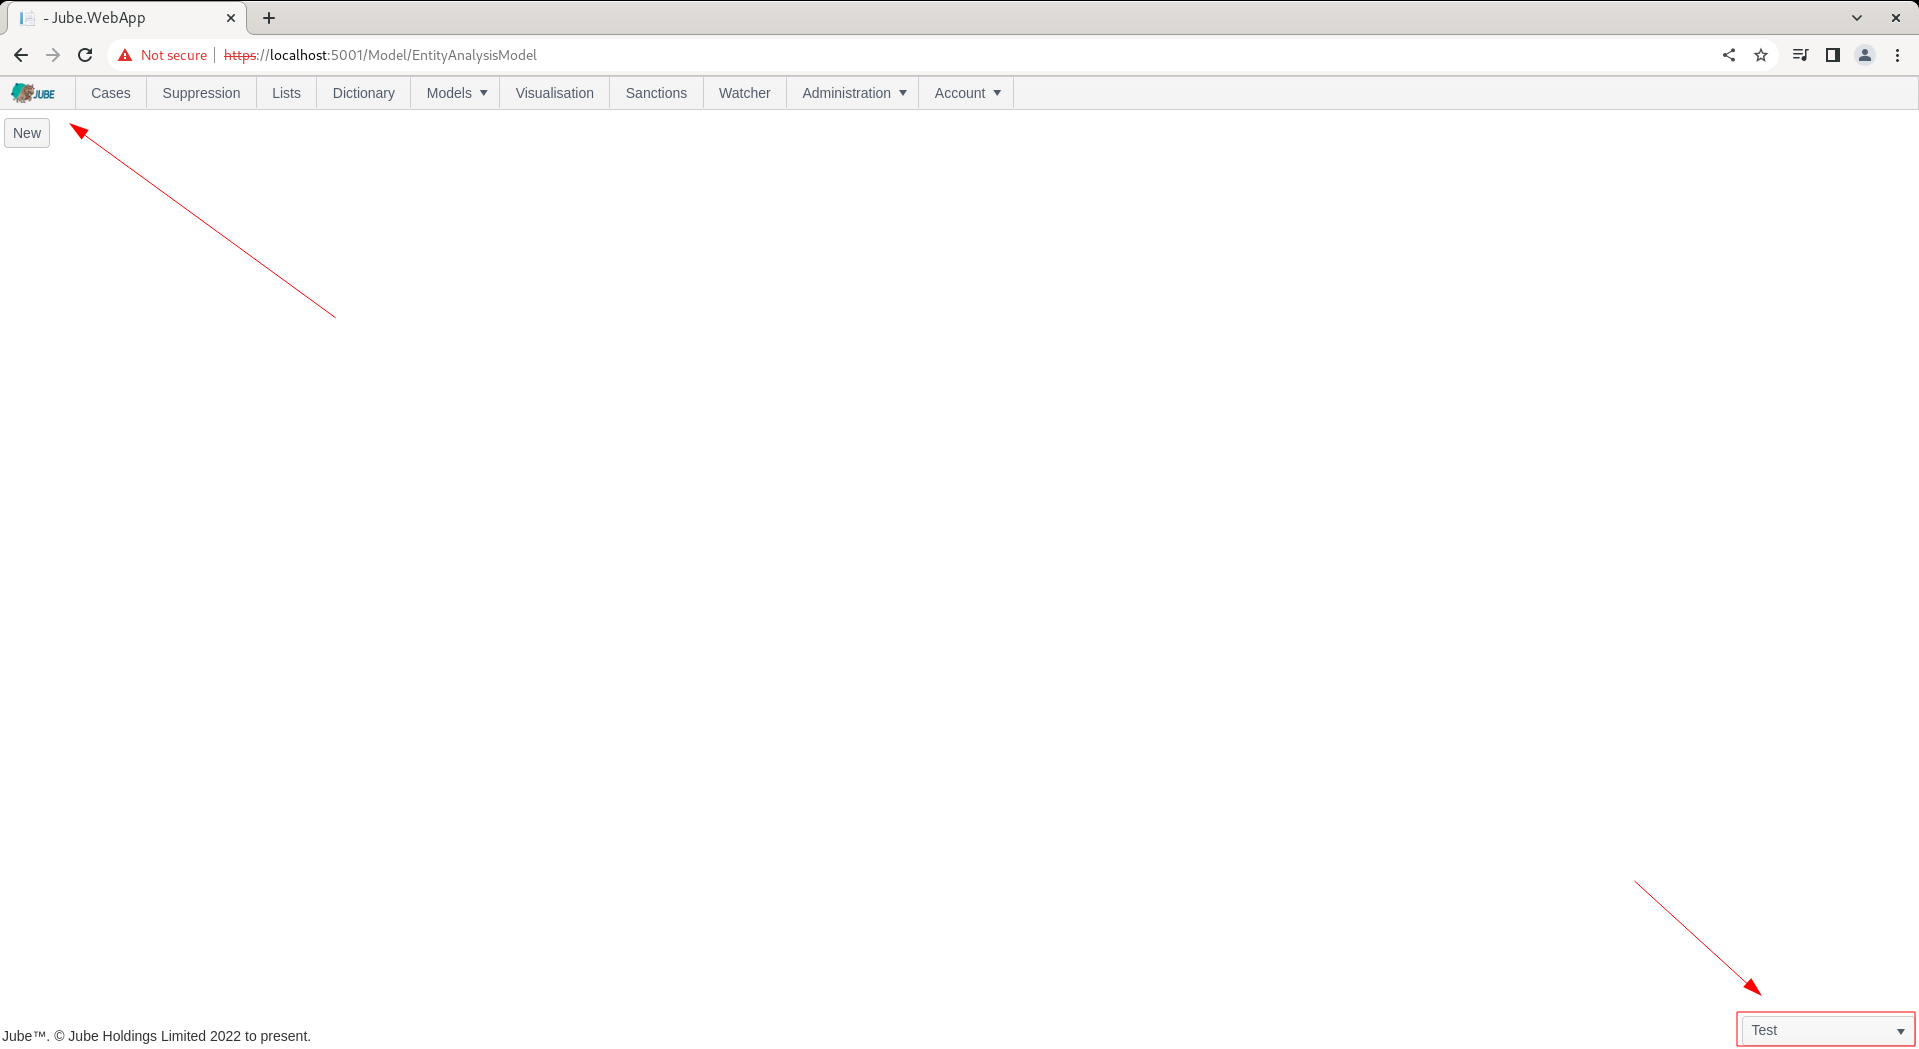 - Jube.WebApp
Not secure https://localhost:5001/Model/EntityAnalysisModel
JUBE Cases Suppression Lists Dictionary Models Visualisation Sanctions Watcher Administration Account
New
Test
Jube™. © Jube Holdings Limited 2022 to present.